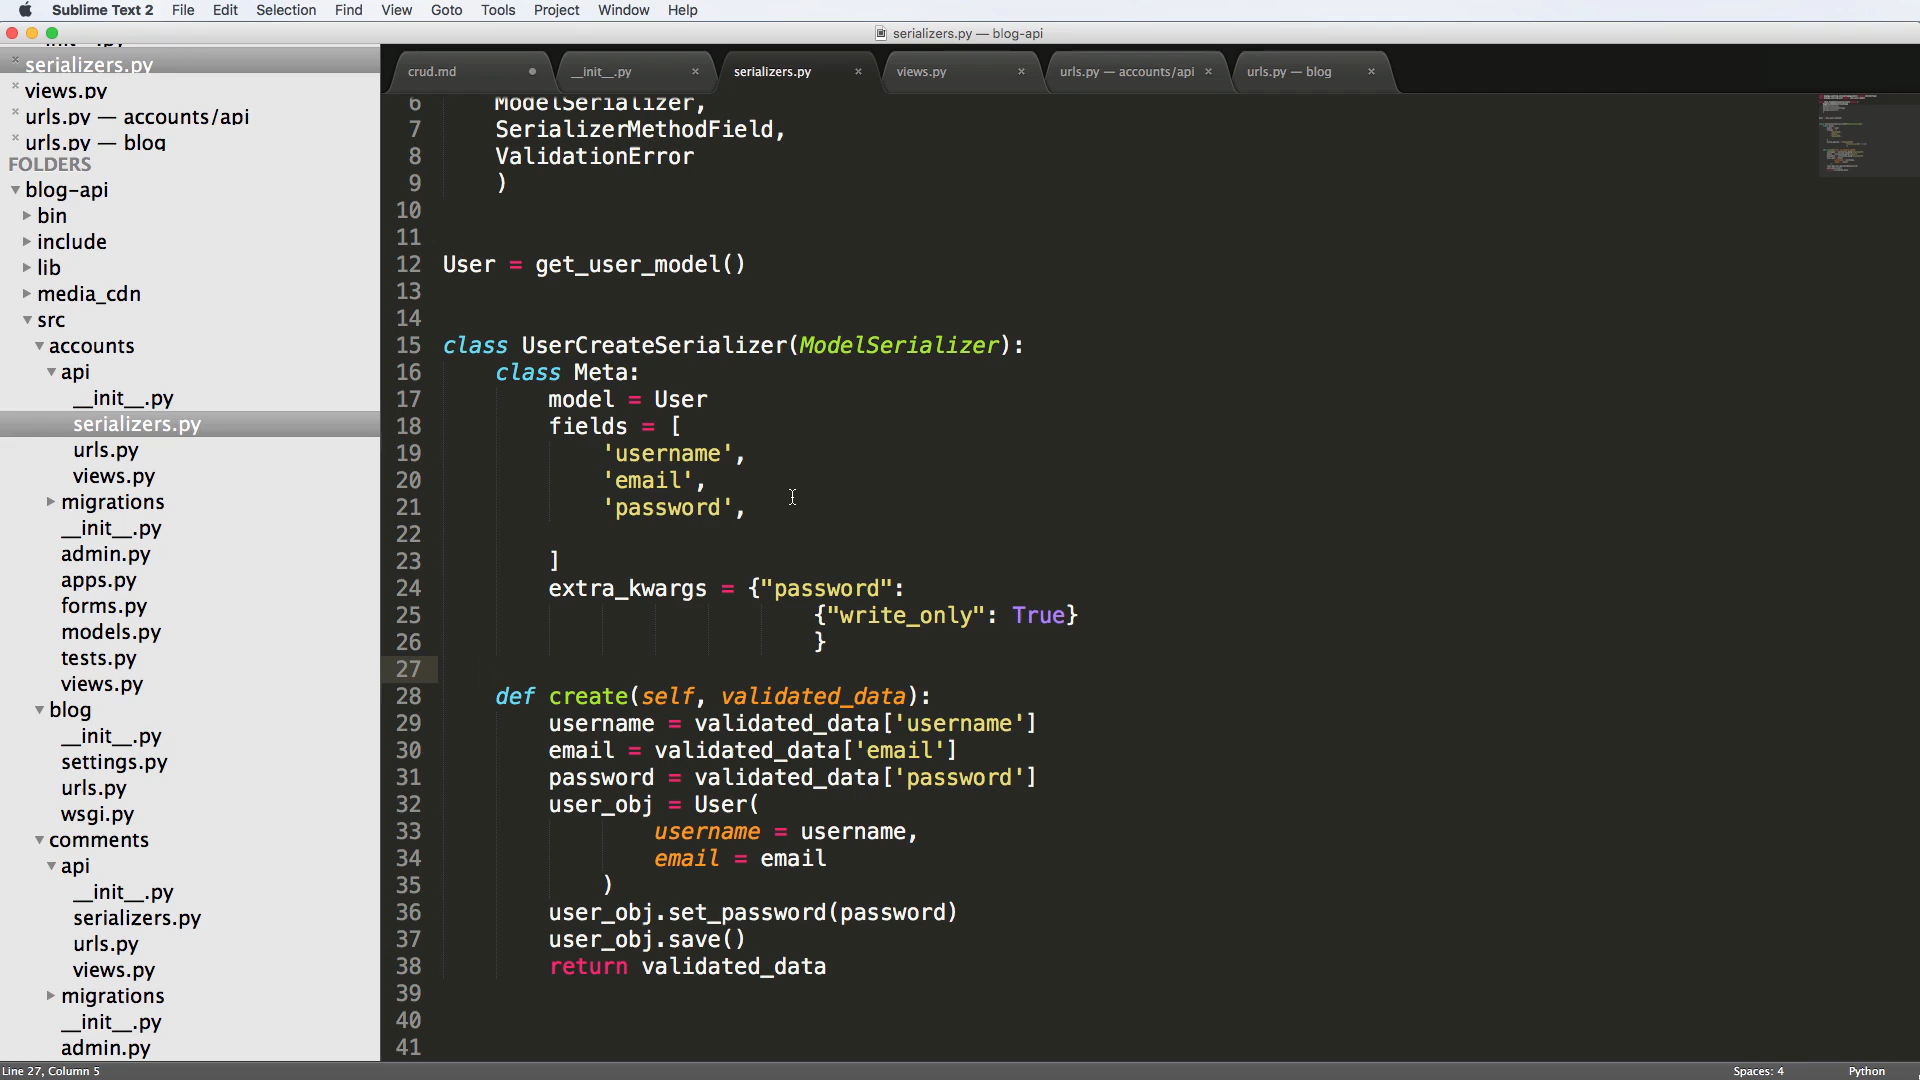 Sublime Text 2 File Edit Selection Find View Goto Tools Project Window Help
serializers.py — blog-api
crud.md __init__.py × serializers.py × views.py × urls.py — accounts/api × urls.py — blog ×
__init__.py
× serializers.py
× views.py
× urls.py — accounts/api
× urls.py — blog
FOLDERS
blog-api
bin
include
lib
media_cdn
src
accounts
api
__init__.py
serializers.py
urls.py
views.py
migrations
__init__.py
admin.py
apps.py
forms.py
models.py
tests.py
views.py
blog
__init__.py
settings.py
urls.py
wsgi.py
comments
api
__init__.py
serializers.py
urls.py
views.py
migrations
__init__.py
admin.py
6 ModelSerializer,
7 SerializerMethodField,
8 ValidationError
9 )
10
11
12 User = get_user_model()
13
14
15 class UserCreateSerializer(ModelSerializer):
16 class Meta:
17 model = User
18 fields = [
19 'username',
20 'email',
21 'password',
22
23 ]
24 extra_kwargs = {"password":
25 {"write_only": True}
26 }
27
28 def create(self, validated_data):
29 username = validated_data['username']
30 email = validated_data['email']
31 password = validated_data['password']
32 user_obj = User(
33 username = username,
34 email = email
35 )
36 user_obj.set_password(password)
37 user_obj.save()
38 return validated_data
39
40
41
Line 27, Column 5 Spaces: 4 Python